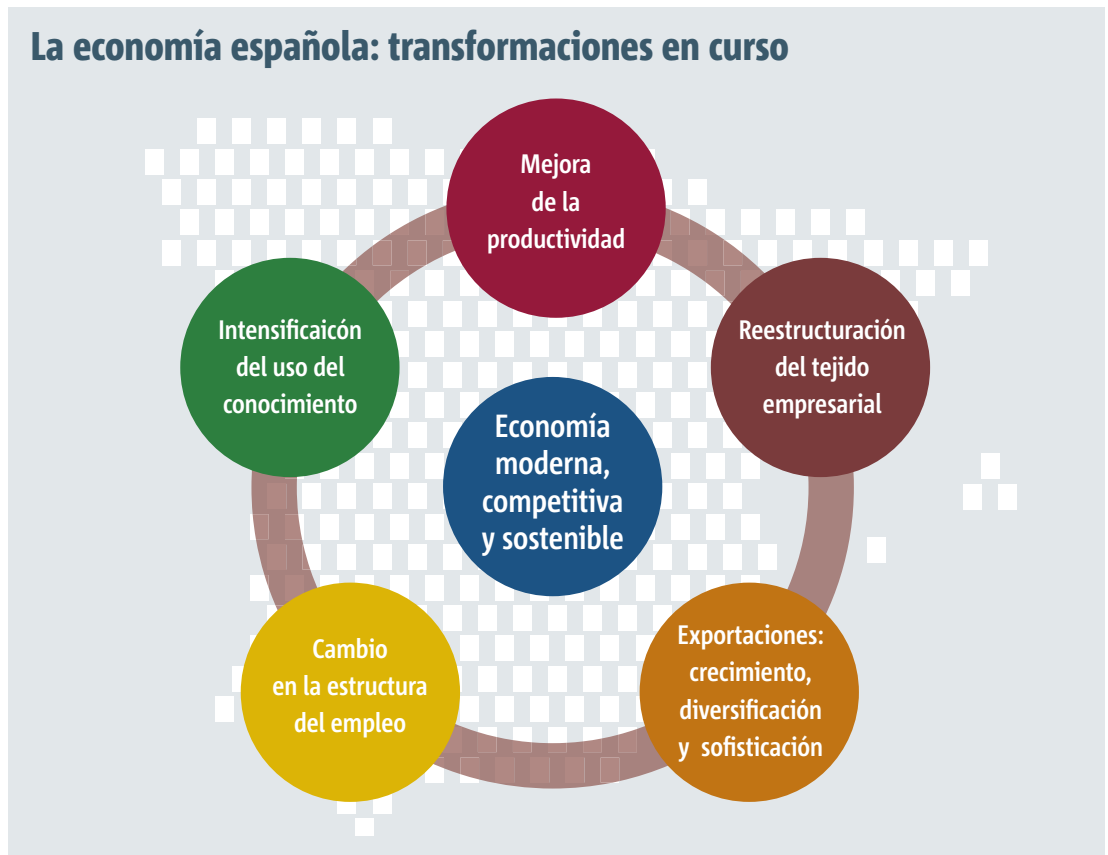 La economía española: transformaciones en curso
Mejora
de la
productividad
Intensificaicón
del uso del
conocimiento
Reestructuración
del tejido
empresarial
Economía
moderna,
competitiva
y sostenible
Cambio
en la estructura
del empleo
Exportaciones:
crecimiento,
diversificación
y sofisticación